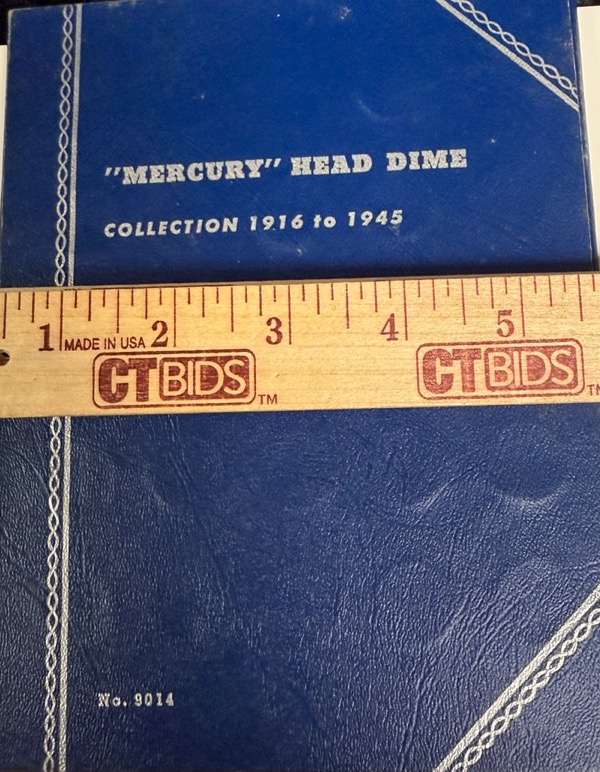 "MERCURY" HEAD DIME
COLLECTION 1916 to 1945
1 MADE IN USA 2 3 4 5
CTBIDS TM CTBIDS TM
No. 9014